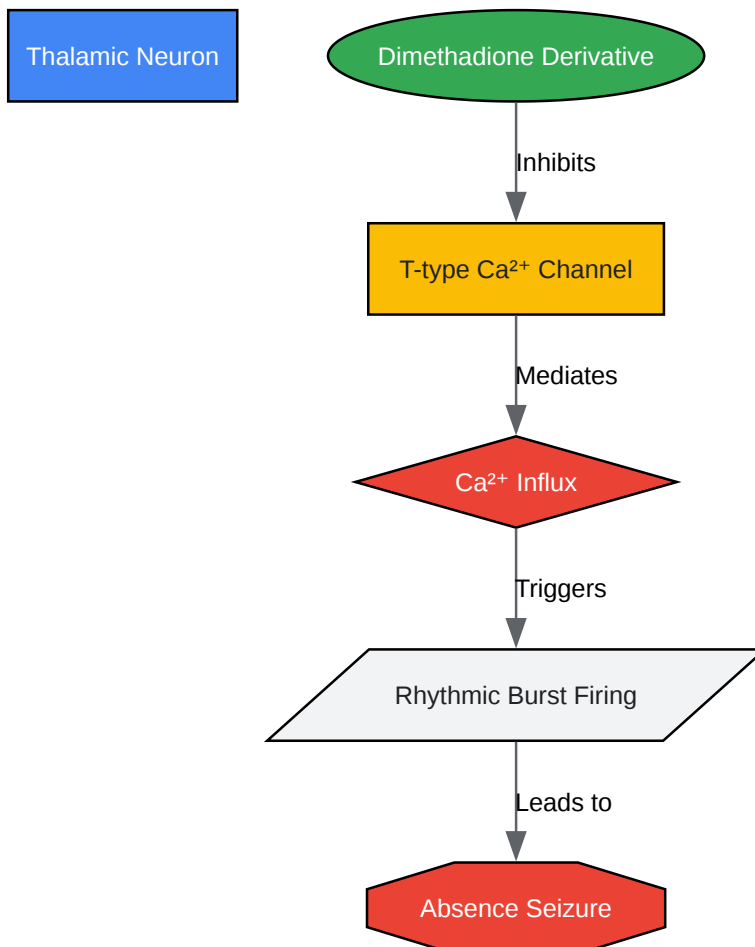 Thalamic Neuron
Dimethadione Derivative
Inhibits
T-type Ca²⁺ Channel
Mediates
Ca²⁺ Influx
Triggers
Rhythmic Burst Firing
Leads to
Absence Seizure